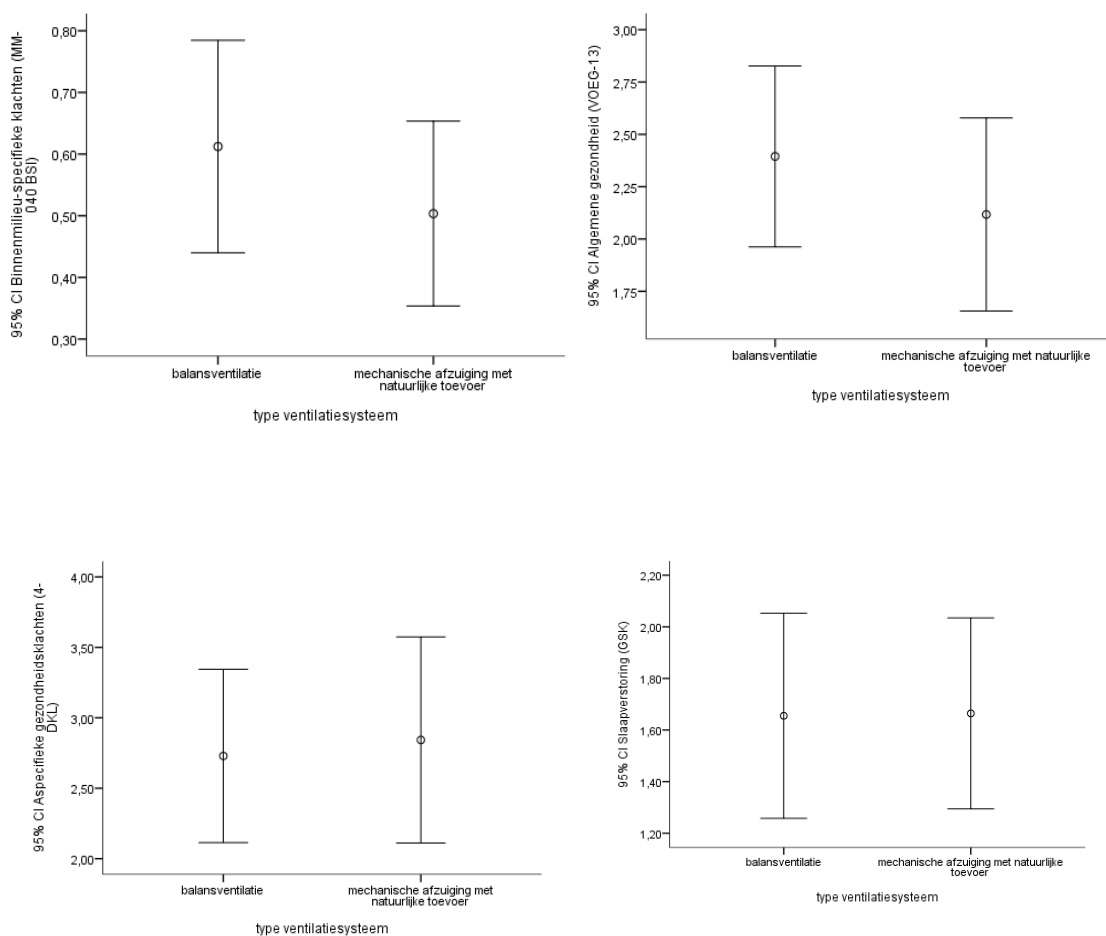 95% CI Binnenmilieu-specifieke klachten (MM-
040 BSI)
0,80
0,70
0,60
0,50
0,40
0,30
balansventilatie
mechanische afzuiging met
natuurlijke toevoer
type ventilatiesysteem
95% CI Algemene gezondheid (VOEG-13)
3,00
2,75
2,50
2,25
2,00
1,75
balansventilatie
mechanische afzuiging met natuurlijke
toevoer
type ventilatiesysteem
95% CI Aspecifieke gezondheidsklachten (4-
DKL)
4,00
3,50
3,00
2,50
2,00
balansventilatie
mechanische afzuiging met
natuurlijke toevoer
type ventilatiesysteem
95% CI Slaapverstoring (GSK)
2,20
2,00
1,80
1,60
1,40
1,20
balansventilatie
mechanische afzuiging met natuurlijke
toevoer
type ventilatiesysteem